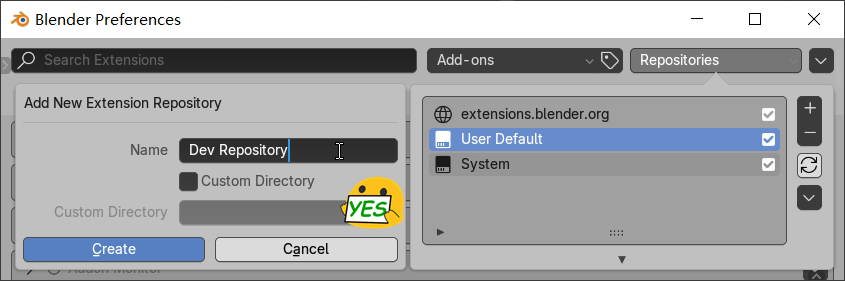 Blender Preferences
Search Extensions
Add-ons
Repositories
Add New Extension Repository
Name
Dev Repository
Custom Directory
Custom Directory
YES
Create
Cancel
extensions.blender.org
User Default
System
Addon Monitor